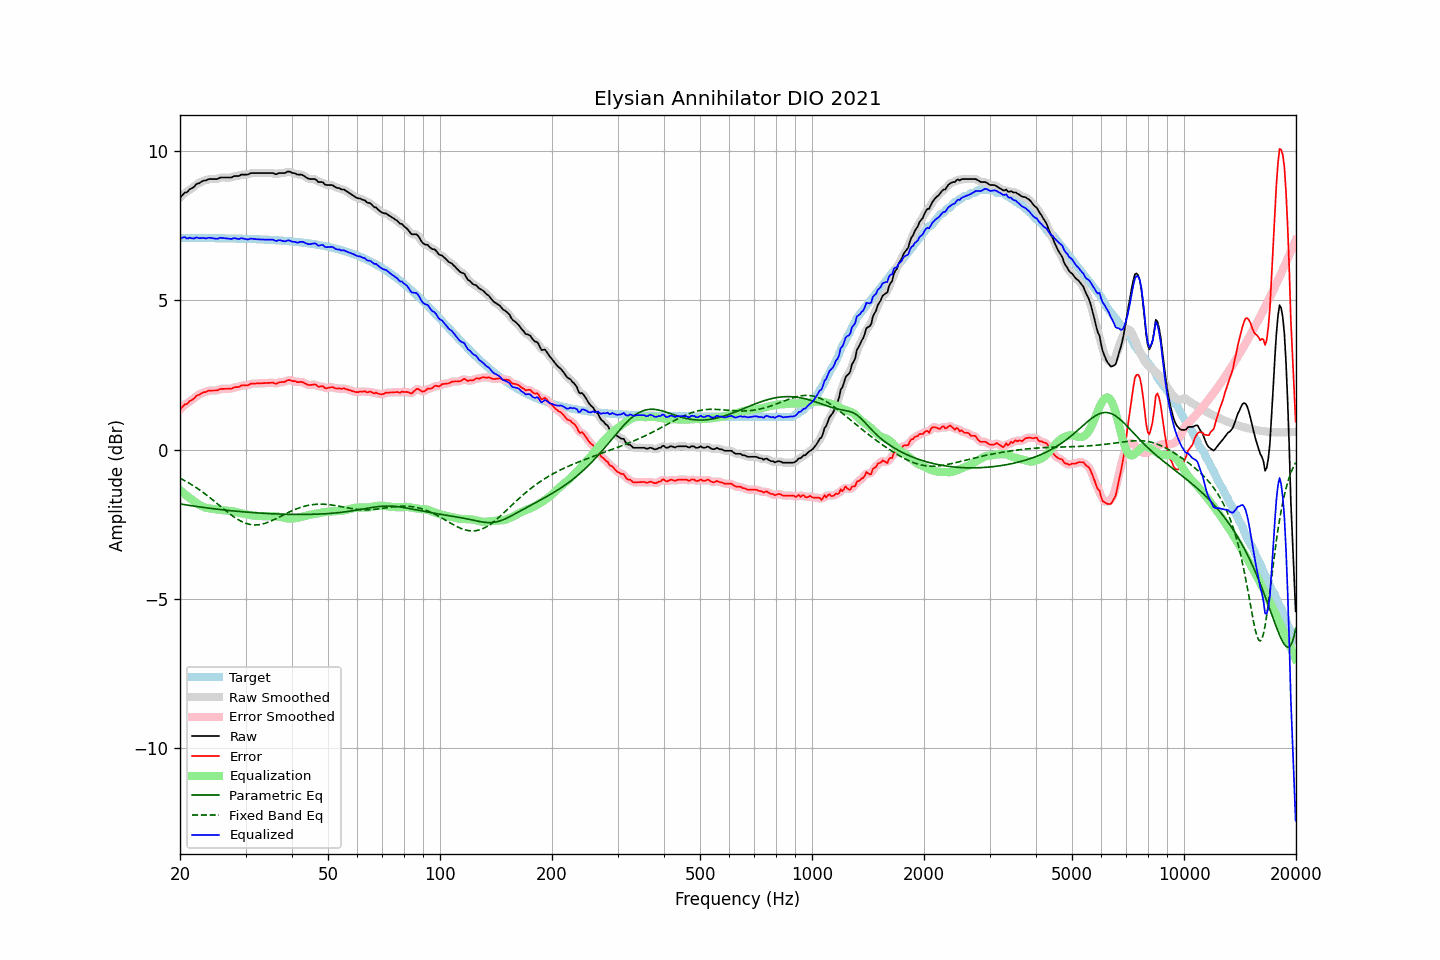 Elysian Annihilator DIO 2021
Amplitude (dBr)
10
5
0
−5
−10
Target
Raw Smoothed
Error Smoothed
Raw
Error
Equalization
Parametric Eq
Fixed Band Eq
Equalized
20 50 100 200 500 1000 2000 5000 10000 20000
Frequency (Hz)